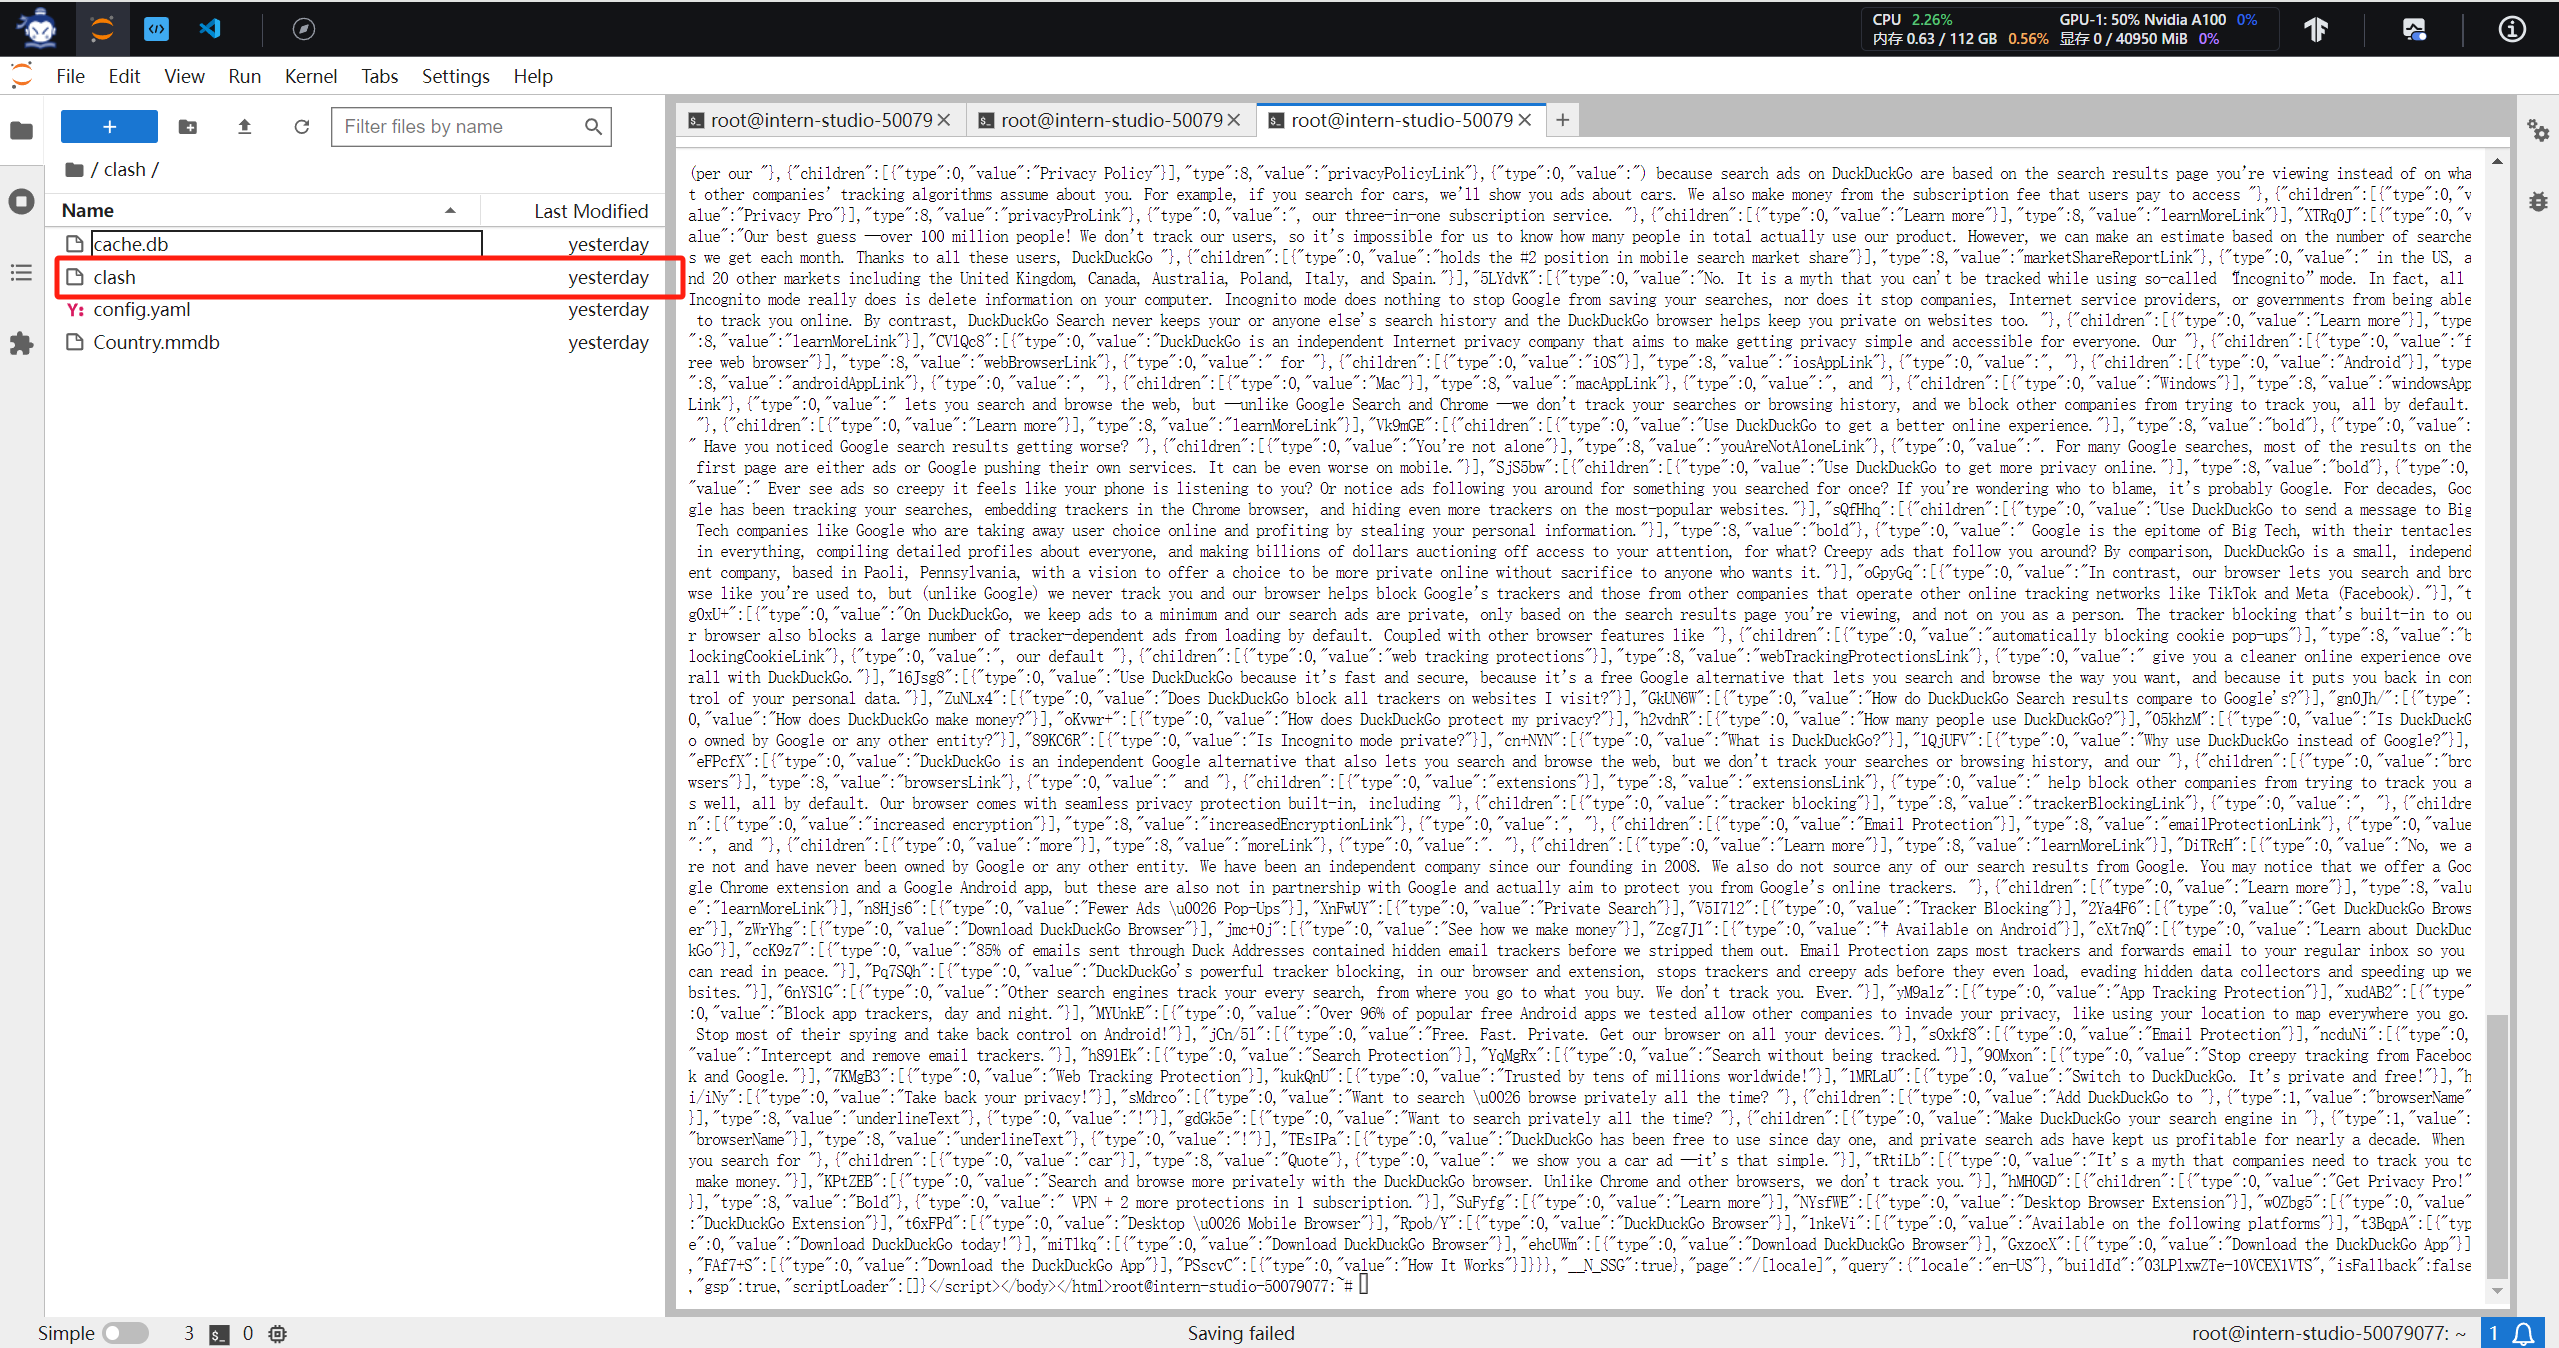 CPU 2.26%
GPU-1: 50% Nvidia A100 0%
内存 0.63 / 112 GB 0.56% 显存 0 / 40950 MiB 0%
File Edit View Run Kernel Tabs Settings Help
Filter files by name
/ clash /
Name Last Modified
cache.db yesterday
clash yesterday
config.yaml yesterday
Country.mmdb yesterday
root@intern-studio-50079
root@intern-studio-50079
root@intern-studio-50079
(per our "},{"children":[{"type":0,"value":"Privacy Policy"}],"type":8,"value":"privacyPolicyLink"},{"type":0,"value":") because search ads on DuckDuckGo are based on the search results page you're viewing instead of on wha
t other companies' tracking algorithms assume about you. For example, if you search for cars, we'll show you ads about cars. We also make money from the subscription fee that users pay to access "},{"children":[{"type":0,"v
alue":"Privacy Pro"}],"type":8,"value":"privacyProLink"},{"type":0,"value":", our three-in-one subscription service. "},{"children":[{"type":0,"value":"Learn more"}],"type":8,"value":"learnMoreLink"}],"XTRq0J":[{"type":0,"v
alue":"Our best guess —over 100 million people! We don't track our users, so it's impossible for us to know how many people in total actually use our product. However, we can make an estimate based on the number of searche
s we get each month. Thanks to all these users, DuckDuckGo "},{"children":[{"type":0,"value":"holds the #2 position in mobile search market share"}],"type":8,"value":"marketShareReportLink"},{"type":0,"value":" in the US, a
nd 20 other markets including the United Kingdom, Canada, Australia, Poland, Italy, and Spain."}],"5LYdvK":[{"type":0,"value":"No. It is a myth that you can't be tracked while using so-called “Incognito” mode. In fact, all
Incognito mode really does is delete information on your computer. Incognito mode does nothing to stop Google from saving your searches, nor does it stop companies, Internet service providers, or governments from being able
to track you online. By contrast, DuckDuckGo Search never keeps your or anyone else's search history and the DuckDuckGo browser helps keep you private on websites too. "},{"children":[{"type":0,"value":"Learn more"}],"type
":8,"value":"learnMoreLink"}],"CVlQc8":[{"type":0,"value":"DuckDuckGo is an independent Internet privacy company that aims to make getting privacy simple and accessible for everyone. Our "},{"children":[{"type":0,"value":"f
ree web browser"}],"type":8,"value":"webBrowserLink"},{"type":0,"value":" for "},{"children":[{"type":0,"value":"iOS"}],"type":8,"value":"iosAppLink"},{"type":0,"value":", "},{"children":[{"type":0,"value":"Android"}],"type
":8,"value":"androidAppLink"},{"type":0,"value":", "},{"children":[{"type":0,"value":"Mac"}],"type":8,"value":"macAppLink"},{"type":0,"value":", and "},{"children":[{"type":0,"value":"Windows"}],"type":8,"value":"windowsApp
Link"},{"type":0,"value":" lets you search and browse the web, but —unlike Google Search and Chrome —we don't track your searches or browsing history, and we block other companies from trying to track you, all by default.
"},{"children":[{"type":0,"value":"Learn more"}],"type":8,"value":"learnMoreLink"}],"Vk9mGE":[{"children":[{"type":0,"value":"Use DuckDuckGo to get a better online experience."}],"type":8,"value":"bold"},{"type":0,"value":
" Have you noticed Google search results getting worse? "},{"children":[{"type":0,"value":"You're not alone"}],"type":8,"value":"youAreNotAloneLink"},{"type":0,"value":". For many Google searches, most of the results on the
first page are either ads or Google pushing their own services. It can be even worse on mobile."}],"SjS5bw":[{"children":[{"type":0,"value":"Use DuckDuckGo to get more privacy online."}],"type":8,"value":"bold"},{"type":0,
"value":" Ever see ads so creepy it feels like your phone is listening to you? Or notice ads following you around for something you searched for once? If you're wondering who to blame, it's probably Google. For decades, Goo
gle has been tracking your searches, embedding trackers in the Chrome browser, and hiding even more trackers on the most-popular websites."}],"sQfHhq":[{"children":[{"type":0,"value":"Use DuckDuckGo to send a message to Big
Tech companies like Google who are taking away user choice online and profiting by stealing your personal information."}],"type":8,"value":"bold"},{"type":0,"value":" Google is the epitome of Big Tech, with their tentacles
in everything, compiling detailed profiles about everyone, and making billions of dollars auctioning off access to your attention, for what? Creepy ads that follow you around? By comparison, DuckDuckGo is a small, independ
ent company, based in Paoli, Pennsylvania, with a vision to offer a choice to be more private online without sacrifice to anyone who wants it."}],"oGpyGq":[{"type":0,"value":"In contrast, our browser lets you search and bro
wse like you're used to, but (unlike Google) we never track you and our browser helps block Google's trackers and those from other companies that operate other online tracking networks like TikTok and Meta (Facebook)."}],"t
g0xU+":[{"type":0,"value":"On DuckDuckGo, we keep ads to a minimum and our search ads are private, only based on the search results page you're viewing, and not on you as a person. The tracker blocking that's built-in to ou
r browser also blocks a large number of tracker-dependent ads from loading by default. Coupled with other browser features like "},{"children":[{"type":0,"value":"automatically blocking cookie pop-ups"}],"type":8,"value":"b
lockingCookieLink"},{"type":0,"value":", our default "},{"children":[{"type":0,"value":"web tracking protections"}],"type":8,"value":"webTrackingProtectionsLink"},{"type":0,"value":" give you a cleaner online experience ove
rall with DuckDuckGo."}],"16Jsg8":[{"type":0,"value":"Use DuckDuckGo because it's fast and secure, because it's a free Google alternative that lets you search and browse the way you want, and because it puts you back in con
trol of your personal data."}],"ZuNLx4":[{"type":0,"value":"Does DuckDuckGo block all trackers on websites I visit?"}],"GkUN6W":[{"type":0,"value":"How do DuckDuckGo Search results compare to Google's?"}],"gn0Jh/":[{"type":
0,"value":"How does DuckDuckGo make money?"}],"oKvwr+":[{"type":0,"value":"How does DuckDuckGo protect my privacy?"}],"h2vdnR":[{"type":0,"value":"How many people use DuckDuckGo?"}],"05khzM":[{"type":0,"value":"Is DuckDuckG
o owned by Google or any other entity?"}],"89KC6R":[{"type":0,"value":"Is Incognito mode private?"}],"cn+NYN":[{"type":0,"value":"What is DuckDuckGo?"}],"lQjUFV":[{"type":0,"value":"Why use DuckDuckGo instead of Google?"}],
"eFPcfX":[{"type":0,"value":"DuckDuckGo is an independent Google alternative that also lets you search and browse the web, but we don't track your searches or browsing history, and our "},{"children":[{"type":0,"value":"bro
wsers"}],"type":8,"value":"browsersLink"},{"type":0,"value":" and "},{"children":[{"type":0,"value":"extensions"}],"type":8,"value":"extensionsLink"},{"type":0,"value":" help block other companies from trying to track you a
s well, all by default. Our browser comes with seamless privacy protection built-in, including "},{"children":[{"type":0,"value":"tracker blocking"}],"type":8,"value":"trackerBlockingLink"},{"type":0,"value":", "},{"childre
n":[{"type":0,"value":"increased encryption"}],"type":8,"value":"increasedEncryptionLink"},{"type":0,"value":", "},{"children":[{"type":0,"value":"Email Protection"}],"type":8,"value":"emailProtectionLink"},{"type":0,"value
":", and "},{"children":[{"type":0,"value":"more"}],"type":8,"value":"moreLink"},{"type":0,"value":". "},{"children":[{"type":0,"value":"Learn more"}],"type":8,"value":"learnMoreLink"}],"DiTRcH":[{"type":0,"value":"No, we a
re not and have never been owned by Google or any other entity. We have been an independent company since our founding in 2008. We also do not source any of our search results from Google. You may notice that we offer a Goo
gle Chrome extension and a Google Android app, but these are also not in partnership with Google and actually aim to protect you from Google's online trackers. "},{"children":[{"type":0,"value":"Learn more"}],"type":8,"valu
e":"learnMoreLink"}],"n8Hjs6":[{"type":0,"value":"Fewer Ads \u0026 Pop-Ups"}],"XnFwUY":[{"type":0,"value":"Private Search"}],"V5I7l2":[{"type":0,"value":"Tracker Blocking"}],"2Ya4F6":[{"type":0,"value":"Get DuckDuckGo Brows
er"}],"zWrYhg":[{"type":0,"value":"Download DuckDuckGo Browser"}],"jmc+0j":[{"type":0,"value":"See how we make money"}],"Zcg7J1":[{"type":0,"value":"† Available on Android"}],"cXt7nQ":[{"type":0,"value":"Learn about DuckDuc
kGo"}],"ccK9z7":[{"type":0,"value":"85% of emails sent through Duck Addresses contained hidden email trackers before we stripped them out. Email Protection zaps most trackers and forwards email to your regular inbox so you
can read in peace."}],"Pq7SQh":[{"type":0,"value":"DuckDuckGo's powerful tracker blocking, in our browser and extension, stops trackers and creepy ads before they even load, evading hidden data collectors and speeding up we
bsites."}],"6nYSlG":[{"type":0,"value":"Other search engines track your every search, from where you go to what you buy. We don't track you. Ever."}],"yM9alz":[{"type":0,"value":"App Tracking Protection"}],"xudAB2":[{"type"
:0,"value":"Block app trackers, day and night."}],"MYUnkE":[{"type":0,"value":"Over 96% of popular free Android apps we tested allow other companies to invade your privacy, like using your location to map everywhere you go.
Stop most of their spying and take back control on Android!"}],"jCn/5l":[{"type":0,"value":"Free. Fast. Private. Get our browser on all your devices."}],"sOxkf8":[{"type":0,"value":"Email Protection"}],"ncduNi":[{"type":0,
"value":"Intercept and remove email trackers."}],"h89lEk":[{"type":0,"value":"Search Protection"}],"YqMgRx":[{"type":0,"value":"Search without being tracked."}],"9OMxon":[{"type":0,"value":"Stop creepy tracking from Faceboo
k and Google."}],"7KMgB3":[{"type":0,"value":"Web Tracking Protection"}],"kukQnU":[{"type":0,"value":"Trusted by tens of millions worldwide!"}],"1MRLaU":[{"type":0,"value":"Switch to DuckDuckGo. It's private and free!"}],"h
i/iNy":[{"type":0,"value":"Take back your privacy!"}],"sMdrco":[{"type":0,"value":"Want to search \u0026 browse privately all the time? "},{"children":[{"type":0,"value":"Add DuckDuckGo to "},{"type":1,"value":"browserName"
}],"type":8,"value":"underlineText"},{"type":0,"value":"!"}],"gdGk5e":[{"type":0,"value":"Want to search privately all the time? "},{"children":[{"type":0,"value":"Make DuckDuckGo your search engine in "},{"type":1,"value":
"browserName"}],"type":8,"value":"underlineText"},{"type":0,"value":"!"}],"TEsIPa":[{"type":0,"value":"DuckDuckGo has been free to use since day one, and private search ads have kept us profitable for nearly a decade. When
you search for "},{"children":[{"type":0,"value":"car"}],"type":8,"value":"Quote"},{"type":0,"value":" we show you a car ad —it's that simple."}],"tRtiLb":[{"type":0,"value":"It's a myth that companies need to track you to
make money."}],"KPtZEB":[{"type":0,"value":"Search and browse more privately with the DuckDuckGo browser. Unlike Chrome and other browsers, we don't track you."}],"hMH0GD":[{"children":[{"type":0,"value":"Get Privacy Pro!"
}],"type":8,"value":"Bold"},{"type":0,"value":" VPN + 2 more protections in 1 subscription."}],"SuFyfg":[{"type":0,"value":"Learn more"}],"NYsfWE":[{"type":0,"value":"Desktop Browser Extension"}],"wOZbg5":[{"type":0,"value"
:"DuckDuckGo Extension"}],"t6xFPd":[{"type":0,"value":"Desktop \u0026 Mobile Browser"}],"Rpob/Y":[{"type":0,"value":"DuckDuckGo Browser"}],"1nkeVi":[{"type":0,"value":"Available on the following platforms"}],"t3BqpA":[{"typ
e":0,"value":"Download DuckDuckGo today!"}],"miTlkq":[{"type":0,"value":"Download DuckDuckGo Browser"}],"ehcUWm":[{"type":0,"value":"Download DuckDuckGo Browser"}],"GxzocX":[{"type":0,"value":"Download the DuckDuckGo App"}]
,"FAf7+S":[{"type":0,"value":"Download the DuckDuckGo App"}],"PSscvC":[{"type":0,"value":"How It Works"}]}}},"__N_SSG":true},"page":"/[locale]","query":{"locale":"en-US"},"buildId":"03LPlxwZTe-10VCEX1VTS","isFallback":false
,"gsp":true,"scriptLoader":[]}</script></body></html>root@intern-studio-50079077:~#
Simple 3 0 Saving failed root@intern-studio-50079077: ~ 1